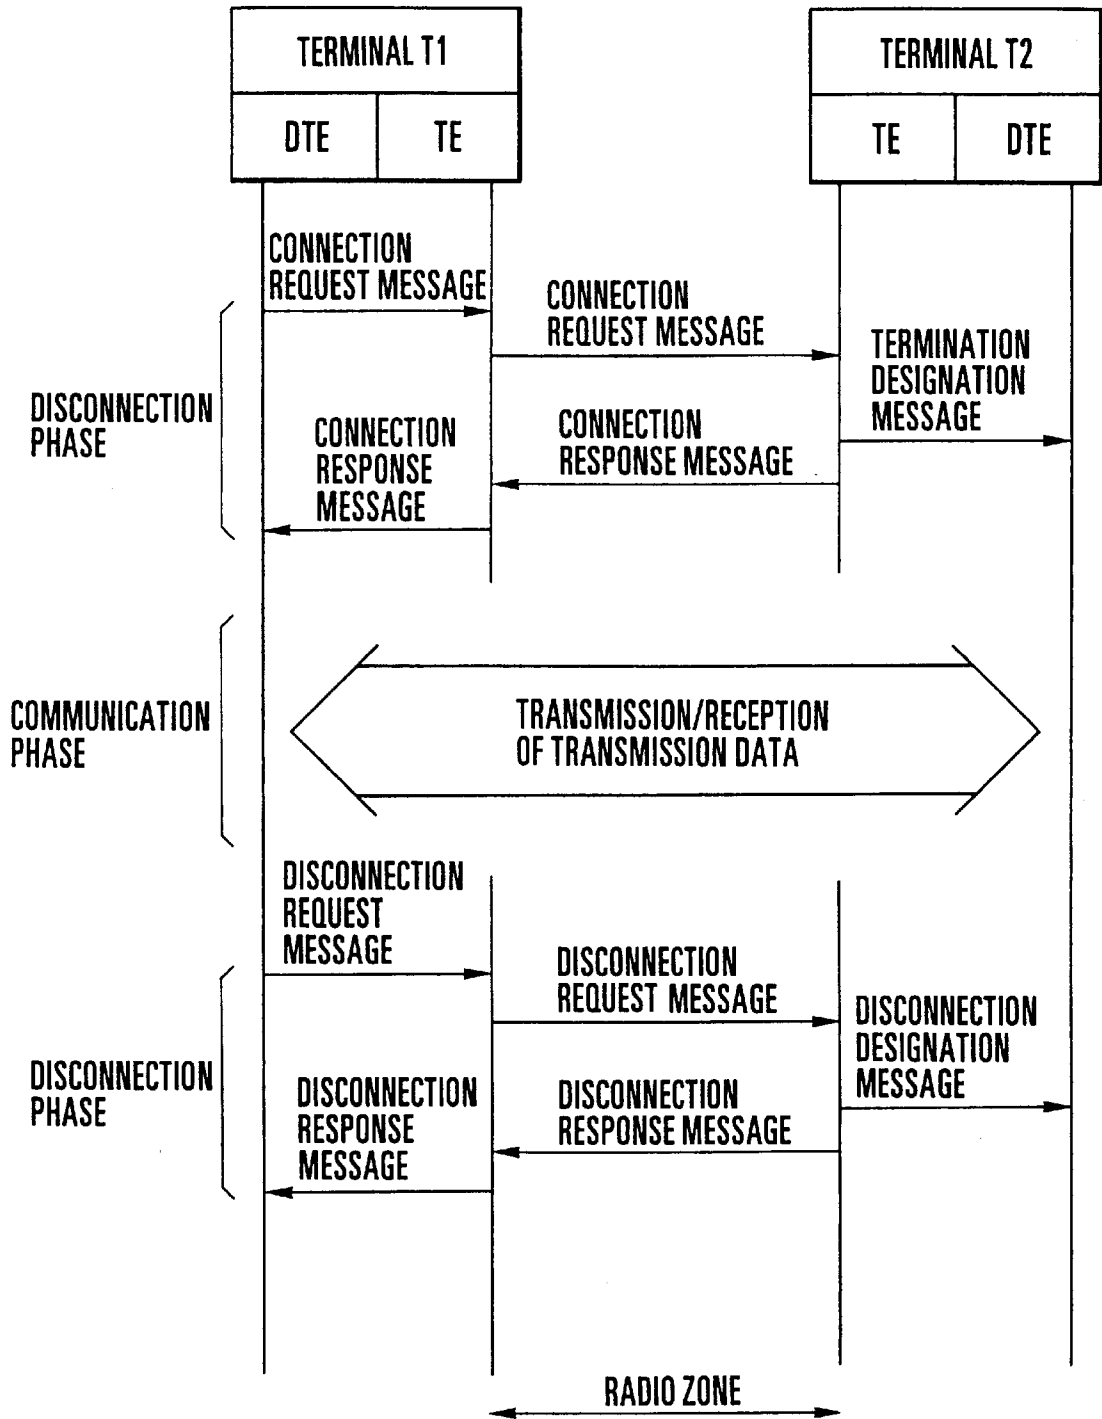 TERMINAL T1
TERMINAL T2
DTE
TE
TE
DTE
CONNECTION
REQUEST MESSAGE
CONNECTION
REQUEST MESSAGE
TERMINATION
DESIGNATION
MESSAGE
DISCONNECTION
PHASE
CONNECTION
RESPONSE
MESSAGE
CONNECTION
RESPONSE MESSAGE
COMMUNICATION
PHASE
TRANSMISSION/RECEPTION
OF TRANSMISSION DATA
DISCONNECTION
REQUEST
MESSAGE
DISCONNECTION
REQUEST MESSAGE
DISCONNECTION
DESIGNATION
MESSAGE
DISCONNECTION
PHASE
DISCONNECTION
RESPONSE
MESSAGE
DISCONNECTION
RESPONSE MESSAGE
RADIO ZONE